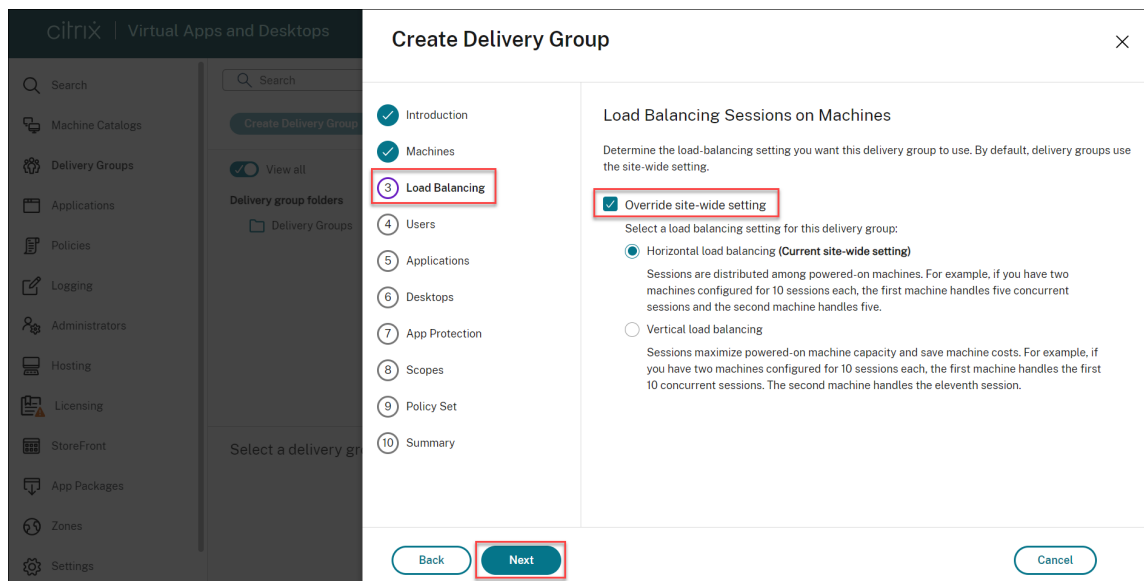 citrix | Virtual Apps and Desktops
Search
Machine Catalogs
Delivery Groups
Applications
Policies
Logging
Administrators
Hosting
Licensing
StoreFront
App Packages
Zones
Settings
Search
Create Delivery Group
View all
Delivery group folders
Delivery Groups
Select a delivery gr
Create Delivery Group
Introduction
Machines
3 Load Balancing
4 Users
5 Applications
6 Desktops
7 App Protection
8 Scopes
9 Policy Set
10 Summary
Load Balancing Sessions on Machines
Determine the load-balancing setting you want this delivery group to use. By default, delivery groups use
the site-wide setting.
Override site-wide setting
Select a load balancing setting for this delivery group:
Horizontal load balancing (Current site-wide setting)
Sessions are distributed among powered-on machines. For example, if you have two
machines configured for 10 sessions each, the first machine handles five concurrent
sessions and the second machine handles five.
Vertical load balancing
Sessions maximize powered-on machine capacity and save machine costs. For example, if
you have two machines configured for 10 sessions each, the first machine handles the first
10 concurrent sessions. The second machine handles the eleventh session.
Back
Next
Cancel